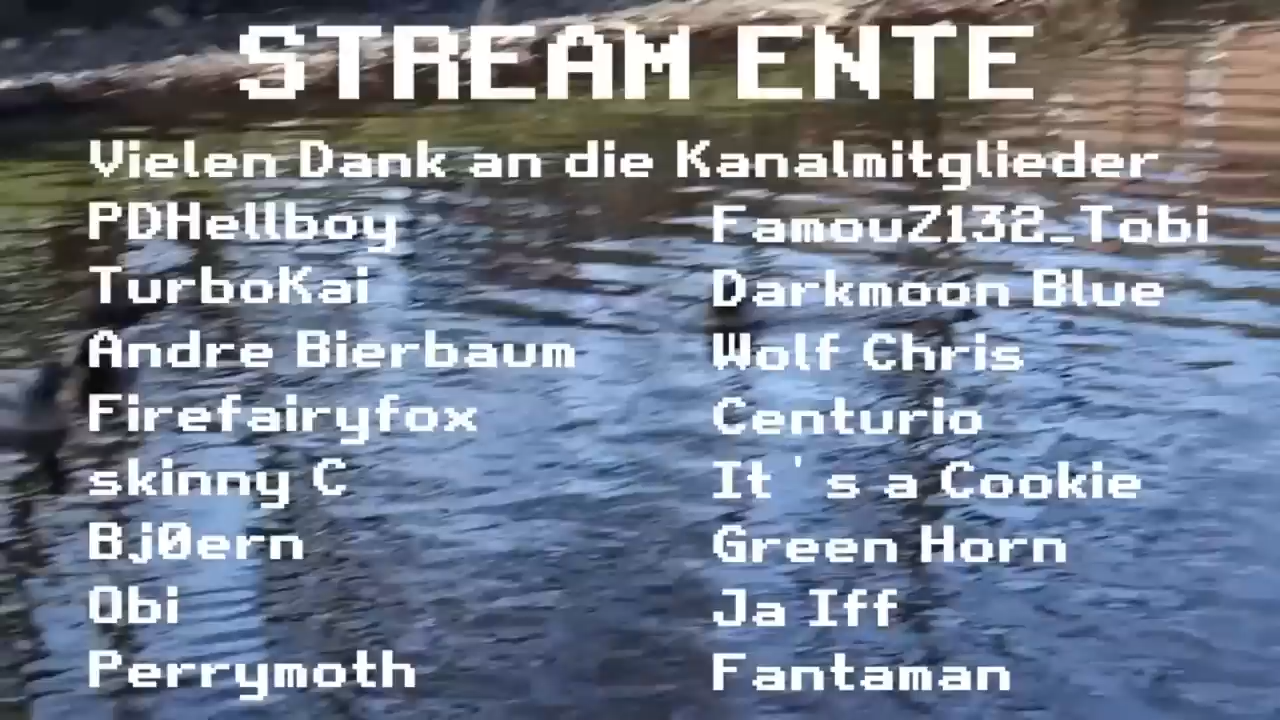 STREAM ENTE
Vielen Dank an die Kanalmitglieder
PDHellboy
TurboKai
Andre Bierbaum
Firefairyfox
skinny C
Bj0ern
Obi
Perrymoth
FamouZ132_Tobi
Darkmoon Blue
Wolf Chris
Centurio
It's a Cookie
Green Horn
Ja Iff
Fantaman